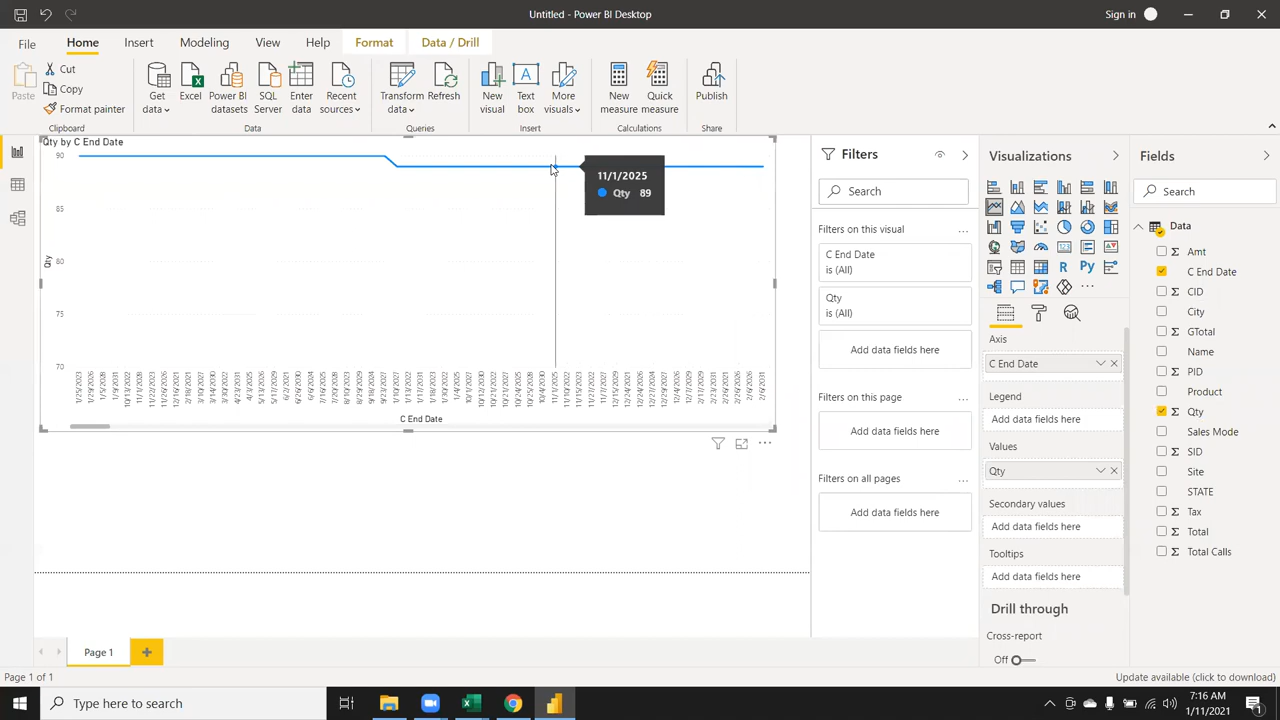 Untitled - Power BI Desktop
Sign in
File
Home
Insert
Modeling
View
Help
Format
Data / Drill
Paste
Cut
Copy
Format painter
Clipboard
Get data
Excel
Power BI datasets
SQL Server
Enter data
Recent sources
Data
Transform data
Refresh
Queries
New visual
Text box
More visuals
Insert
New measure
Quick measure
Calculations
Publish
Share
Qty by C End Date
90
85
80
75
70
Qty
11/1/2025
Qty 89
C End Date
Filters
Search
Filters on this visual
...
C End Date
is (All)
Qty
is (All)
Add data fields here
Filters on this page
...
Add data fields here
Filters on all pages
...
Add data fields here
Visualizations
R
Py
Axis
C End Date
Legend
Add data fields here
Values
Qty
Secondary values
Add data fields here
Tooltips
Add data fields here
Drill through
Cross-report
Off
Fields
Search
Data
Σ Amt
C End Date
Σ CID
City
Σ GTotal
Name
Σ PID
Product
Σ Qty
Sales Mode
Σ SID
Site
STATE
Σ Tax
Σ Total
Σ Total Calls
Page 1
Page 1 of 1
Update available (click to download)
Type here to search
7:16 AM
1/11/2021